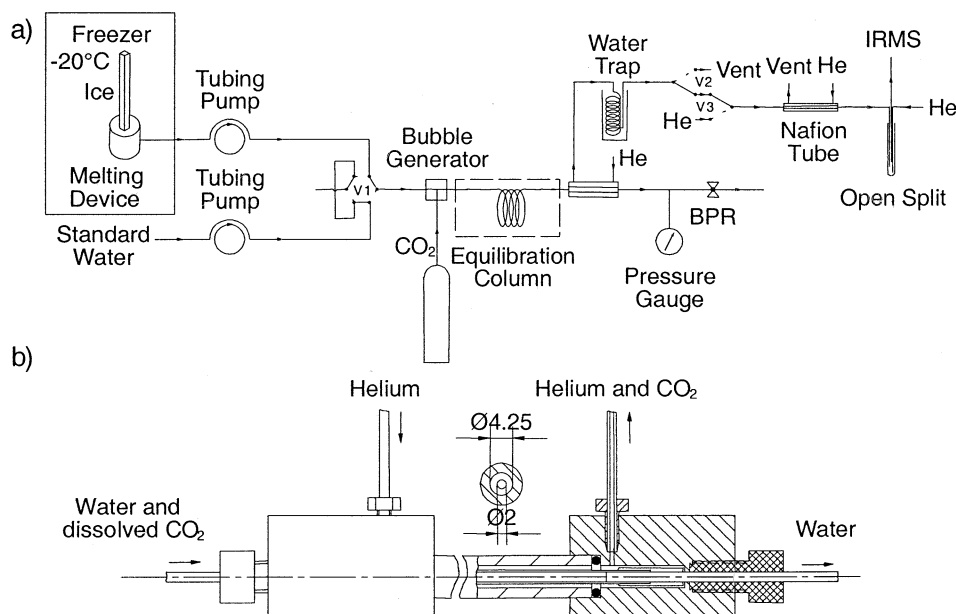 a)
Freezer
-20°C
Ice
Melting
Device
Tubing
Pump
Tubing
Pump
Standard
Water
V1
Bubble
Generator
CO₂
Equilibration
Column
He
Water
Trap
V2
Vent
V3
He
Vent He
Nafion
Tube
IRMS
He
Open Split
BPR
Pressure
Gauge
b)
Helium
Helium and CO₂
Ø4.25
Ø2
Water and
dissolved CO₂
Water